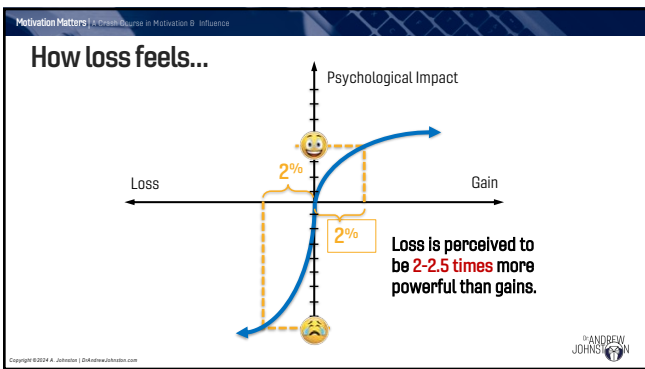 Motivation Matters | A Crash Course in Motivation & Influence
How loss feels...
Psychological Impact
2%
Loss
Gain
2%
Loss is perceived to
be 2-2.5 times more
powerful than gains.
Dr ANDREW
JOHNSTON
Copyright ©2024 A. Johnston | DrAndrewJohnston.com